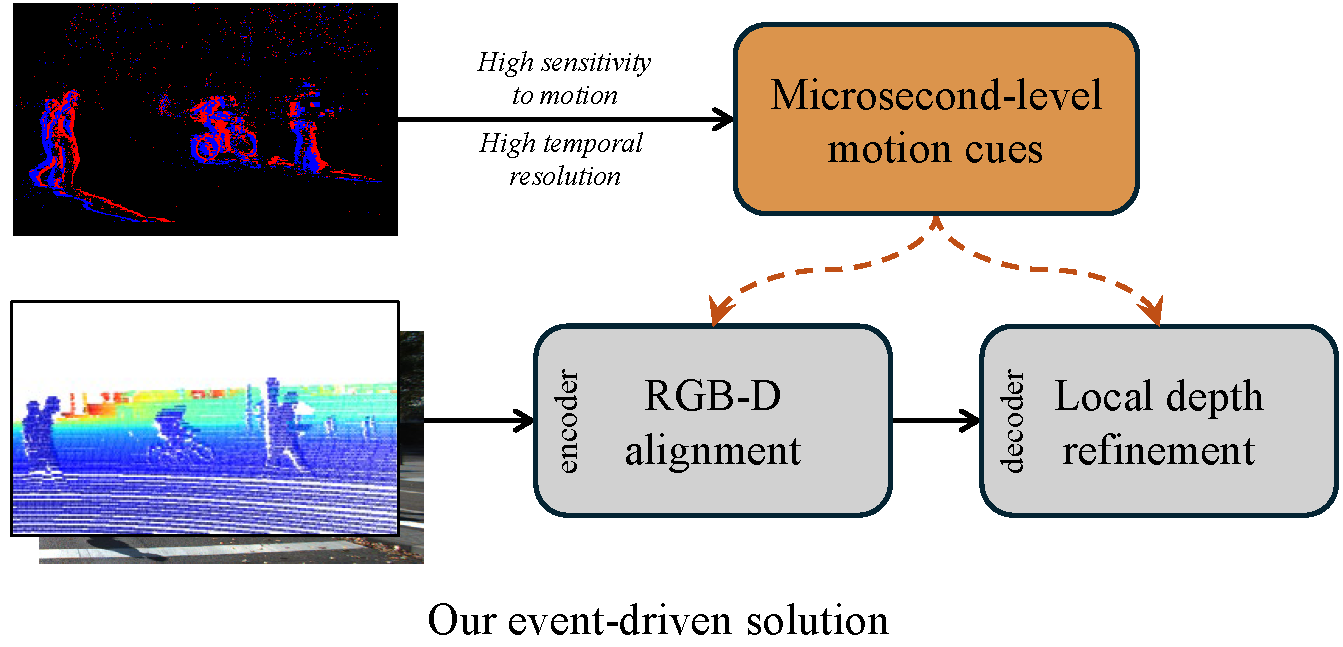 High sensitivity
to motion
High temporal
resolution
Microsecond-level
motion cues
encoder
RGB-D
alignment
decoder
Local depth
refinement
Our event-driven solution